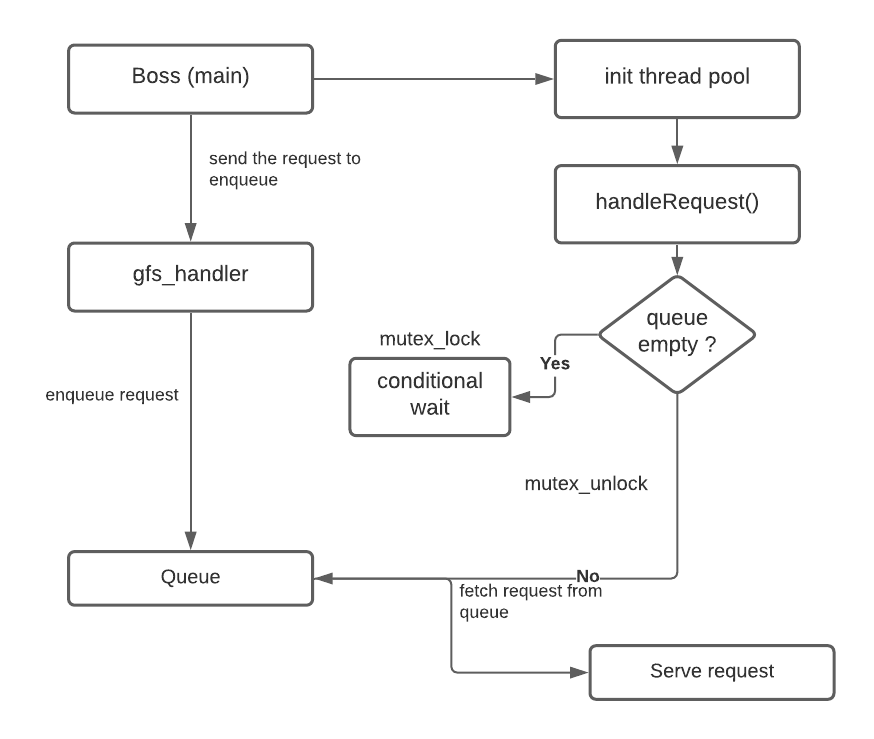 Boss (main)
init thread pool
send the request to
enqueue
handleRequest()
gfs_handler
queue
empty ?
mutex_lock
Yes
conditional
wait
enqueue request
mutex_unlock
Queue
No
fetch request from
queue
Serve request